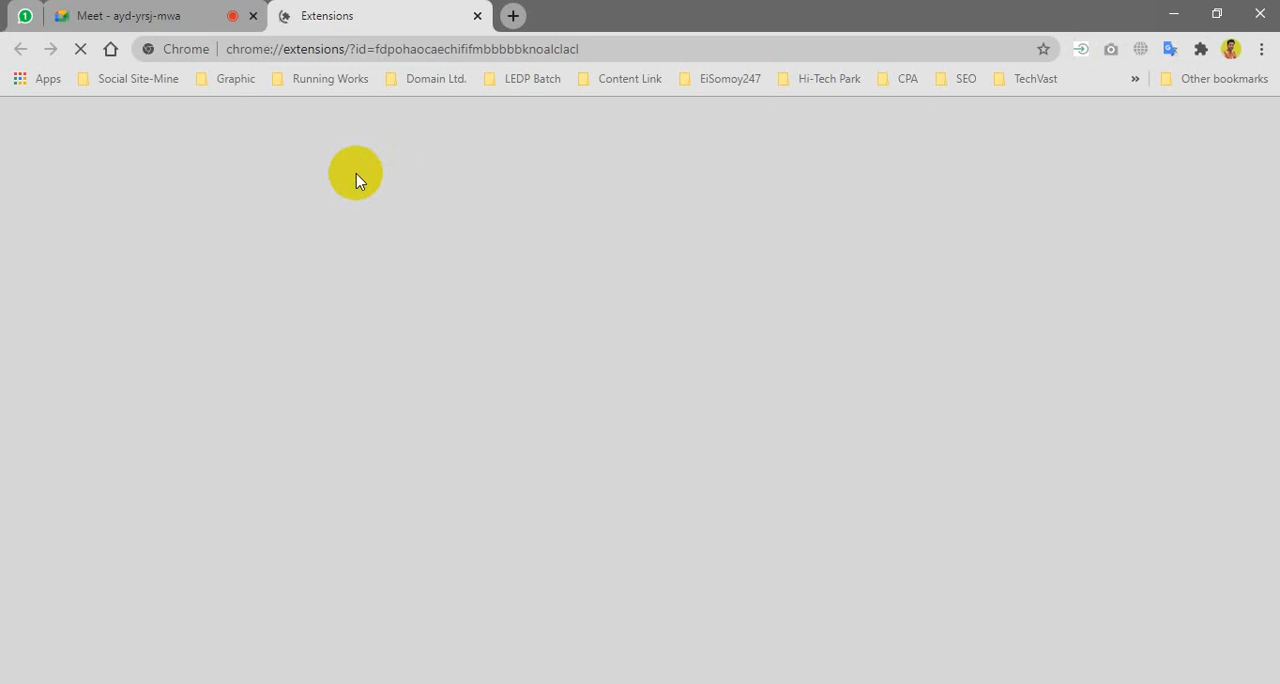 1 Meet - ayd-yrsj-mwa Extensions
Chrome chrome://extensions/?id=fdpohaocaechififmbbbbbknoalclacl
Apps Social Site-Mine Graphic Running Works Domain Ltd. LEDP Batch Content Link EiSomoy247 Hi-Tech Park CPA SEO TechVast » Other bookmarks